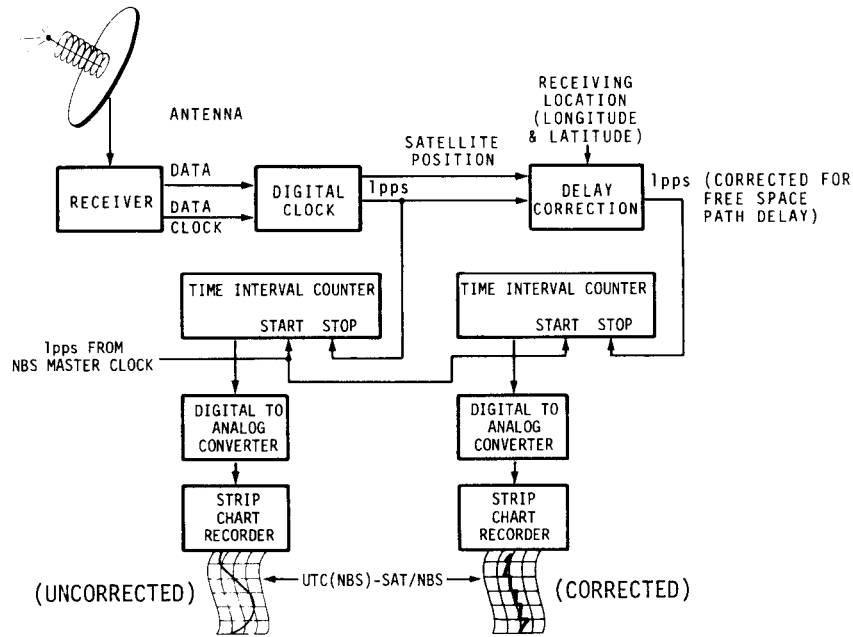 ANTENNA
RECEIVING
LOCATION
(LONGITUDE
& LATITUDE)
SATELLITE
POSITION
DATA
1pps
1pps (CORRECTED FOR
FREE SPACE
PATH DELAY)
RECEIVER
DATA
CLOCK
DIGITAL
CLOCK
DELAY
CORRECTION
TIME INTERVAL COUNTER
START STOP
TIME INTERVAL COUNTER
START STOP
1pps FROM
NBS MASTER CLOCK
DIGITAL TO
ANALOG
CONVERTER
DIGITAL TO
ANALOG
CONVERTER
STRIP
CHART
RECORDER
STRIP
CHART
RECORDER
(UNCORRECTED)
UTC(NBS)-SAT/NBS
(CORRECTED)